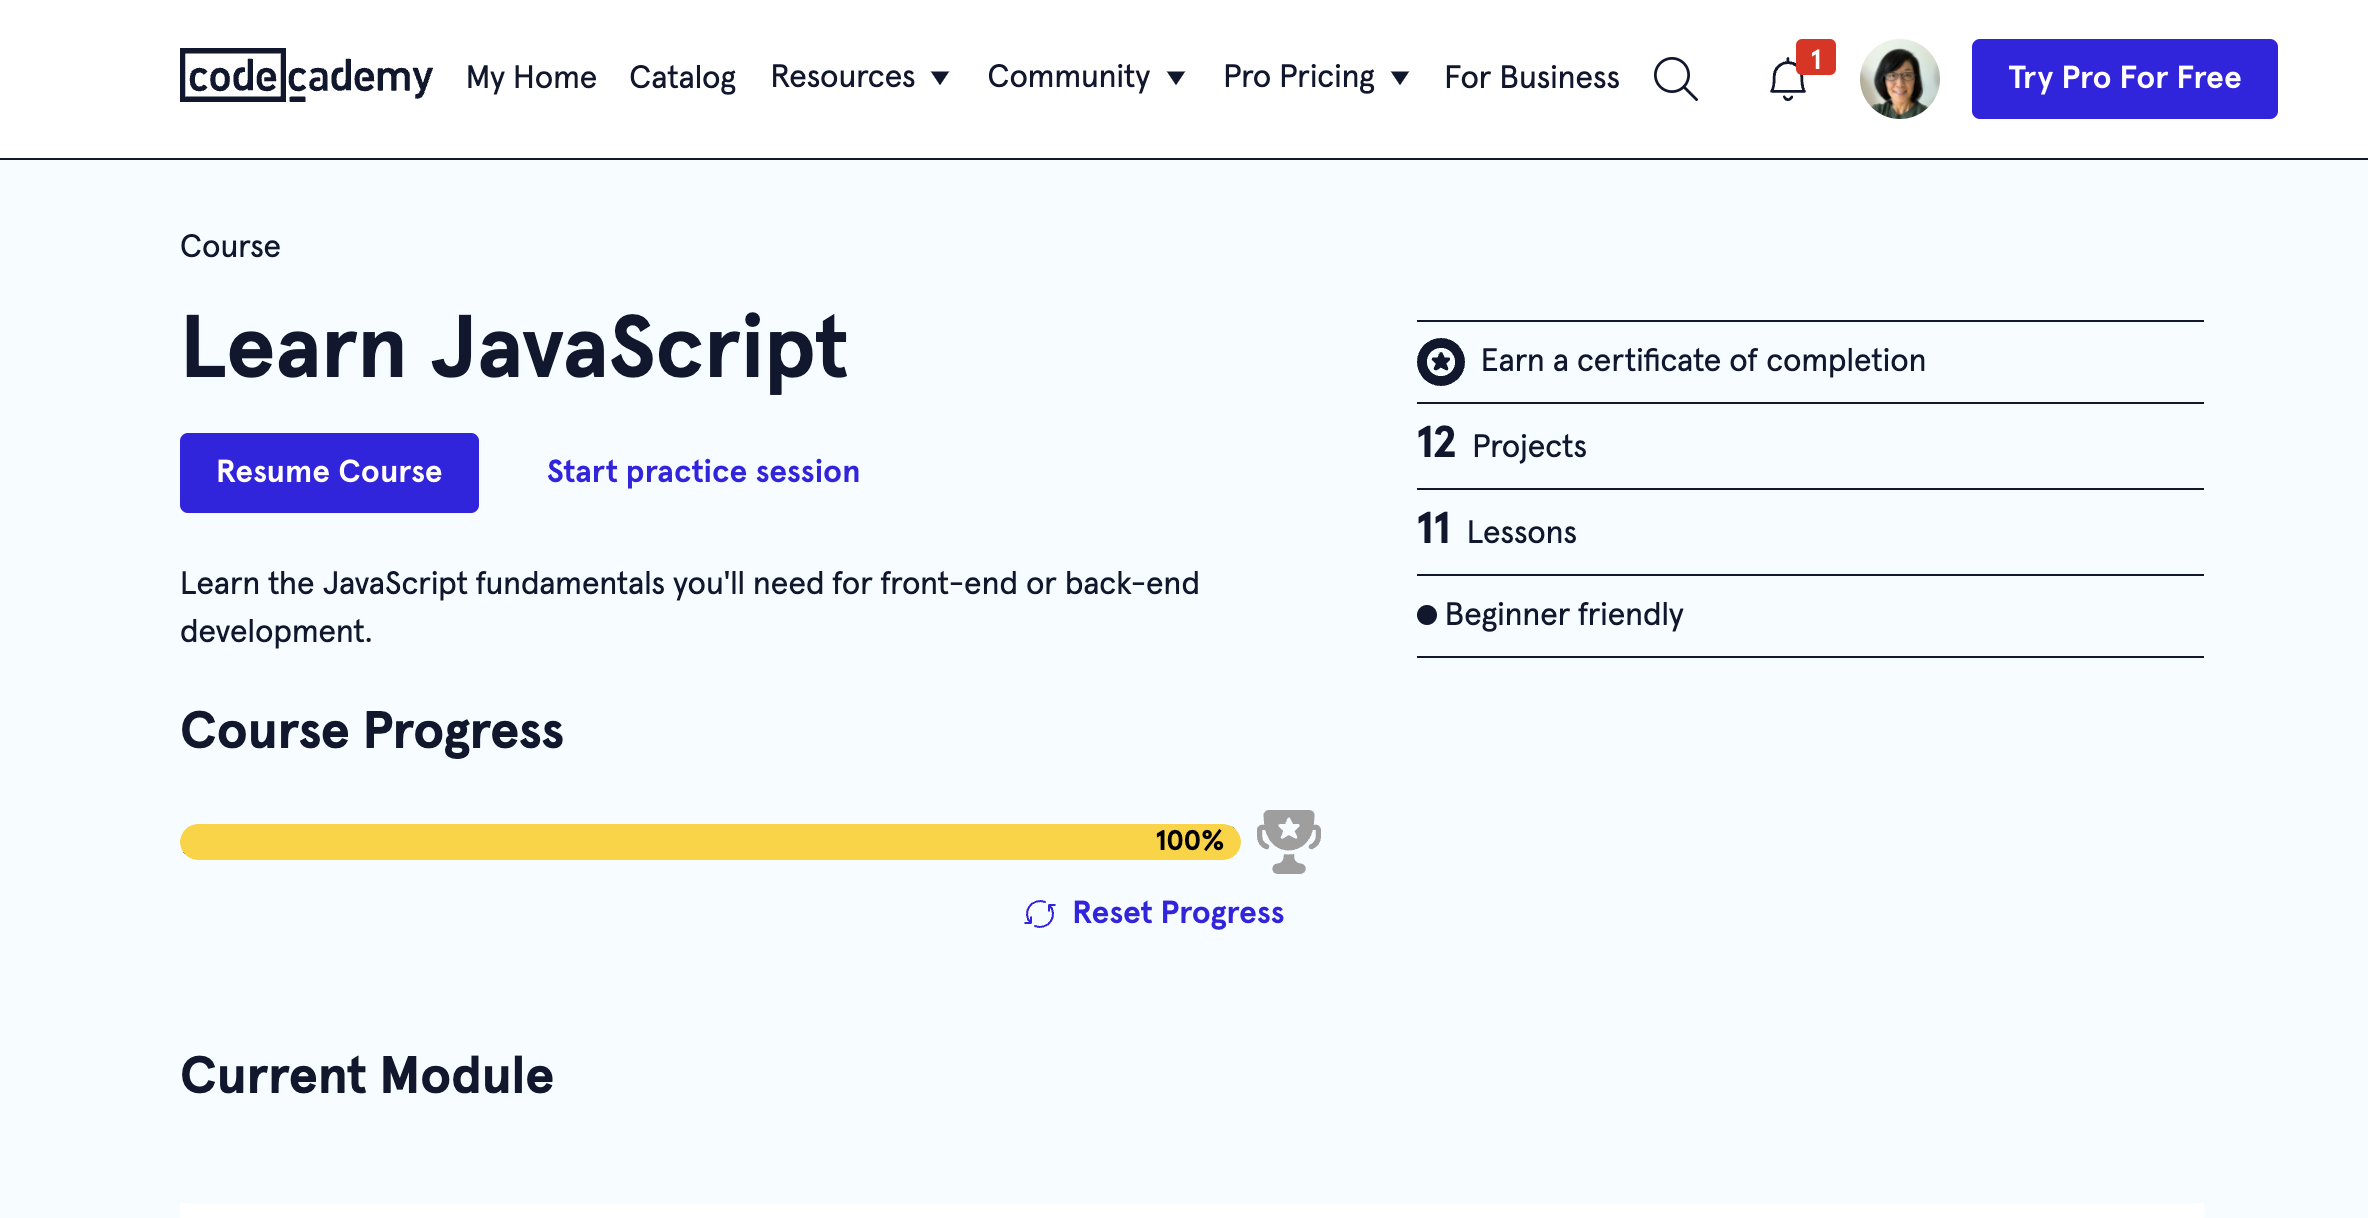 codecademy My Home Catalog Resources Community Pro Pricing For Business 1 Try Pro For Free
Course
Learn JavaScript
Resume Course Start practice session
Learn the JavaScript fundamentals you'll need for front-end or back-end
development.
Earn a certificate of completion
12 Projects
11 Lessons
Beginner friendly
Course Progress
100%
Reset Progress
Current Module